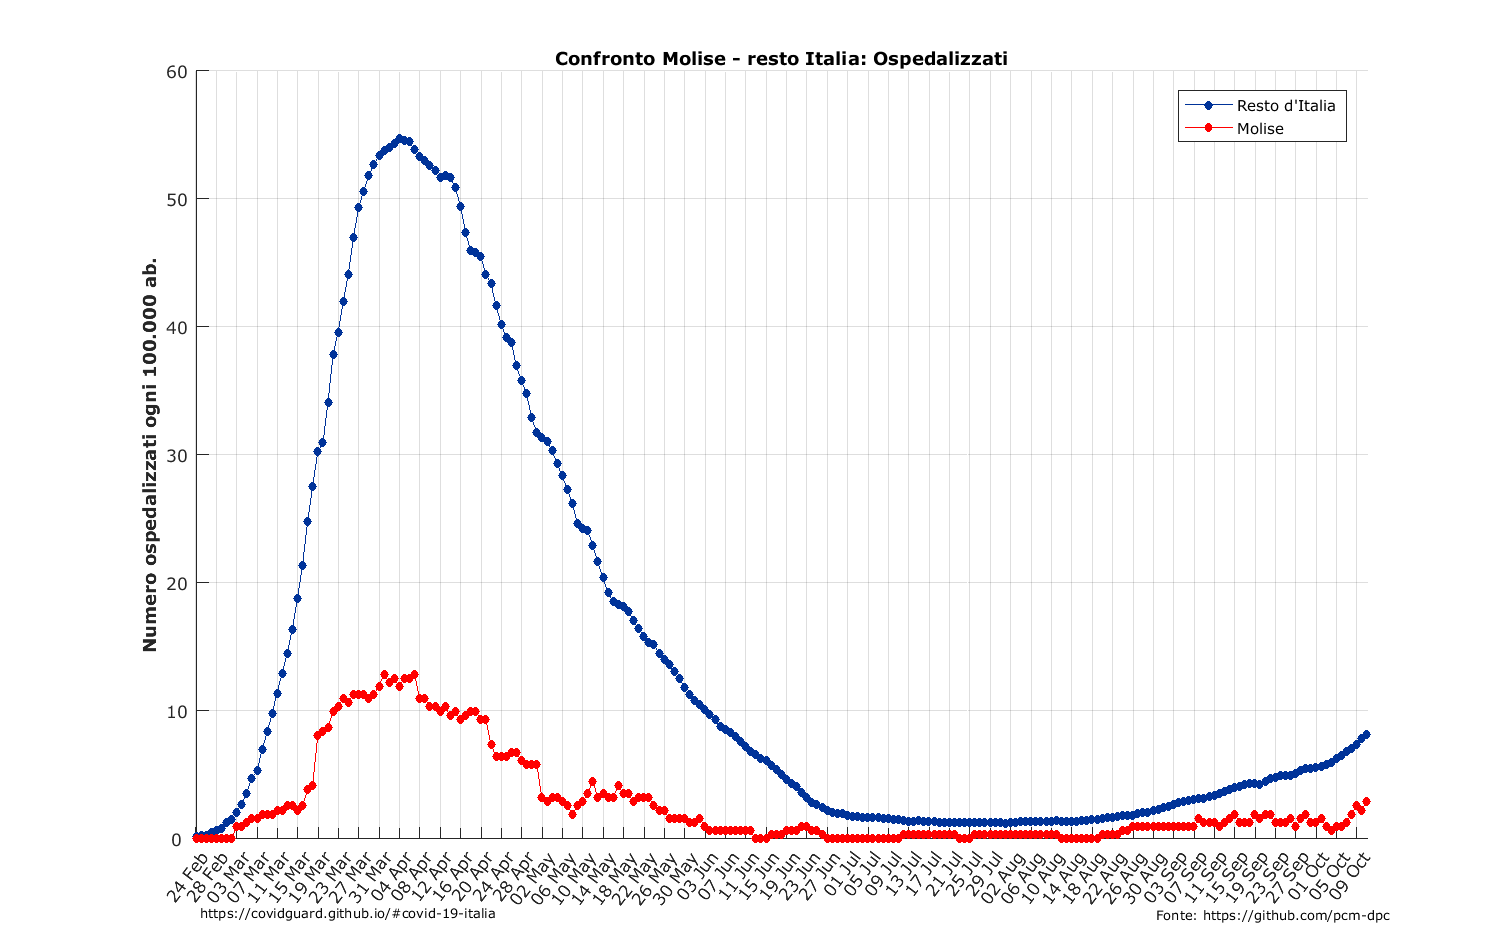 Confronto Molise - resto Italia: Ospedalizzati
Resto d'Italia
Molise
Numero ospedalizzati ogni 100.000 ab.
60
50
40
30
20
10
0
24 Feb
28 Feb
03 Mar
07 Mar
11 Mar
15 Mar
19 Mar
23 Mar
27 Mar
31 Mar
04 Apr
08 Apr
12 Apr
16 Apr
20 Apr
24 Apr
28 Apr
02 May
06 May
10 May
14 May
18 May
22 May
26 May
30 May
03 Jun
07 Jun
11 Jun
15 Jun
19 Jun
23 Jun
27 Jun
01 Jul
05 Jul
09 Jul
13 Jul
17 Jul
21 Jul
25 Jul
29 Jul
02 Aug
06 Aug
10 Aug
14 Aug
18 Aug
22 Aug
26 Aug
30 Aug
03 Sep
07 Sep
11 Sep
15 Sep
19 Sep
23 Sep
27 Sep
01 Oct
05 Oct
09 Oct
https://covidguard.github.io/#covid-19-italia
Fonte: https://github.com/pcm-dpc